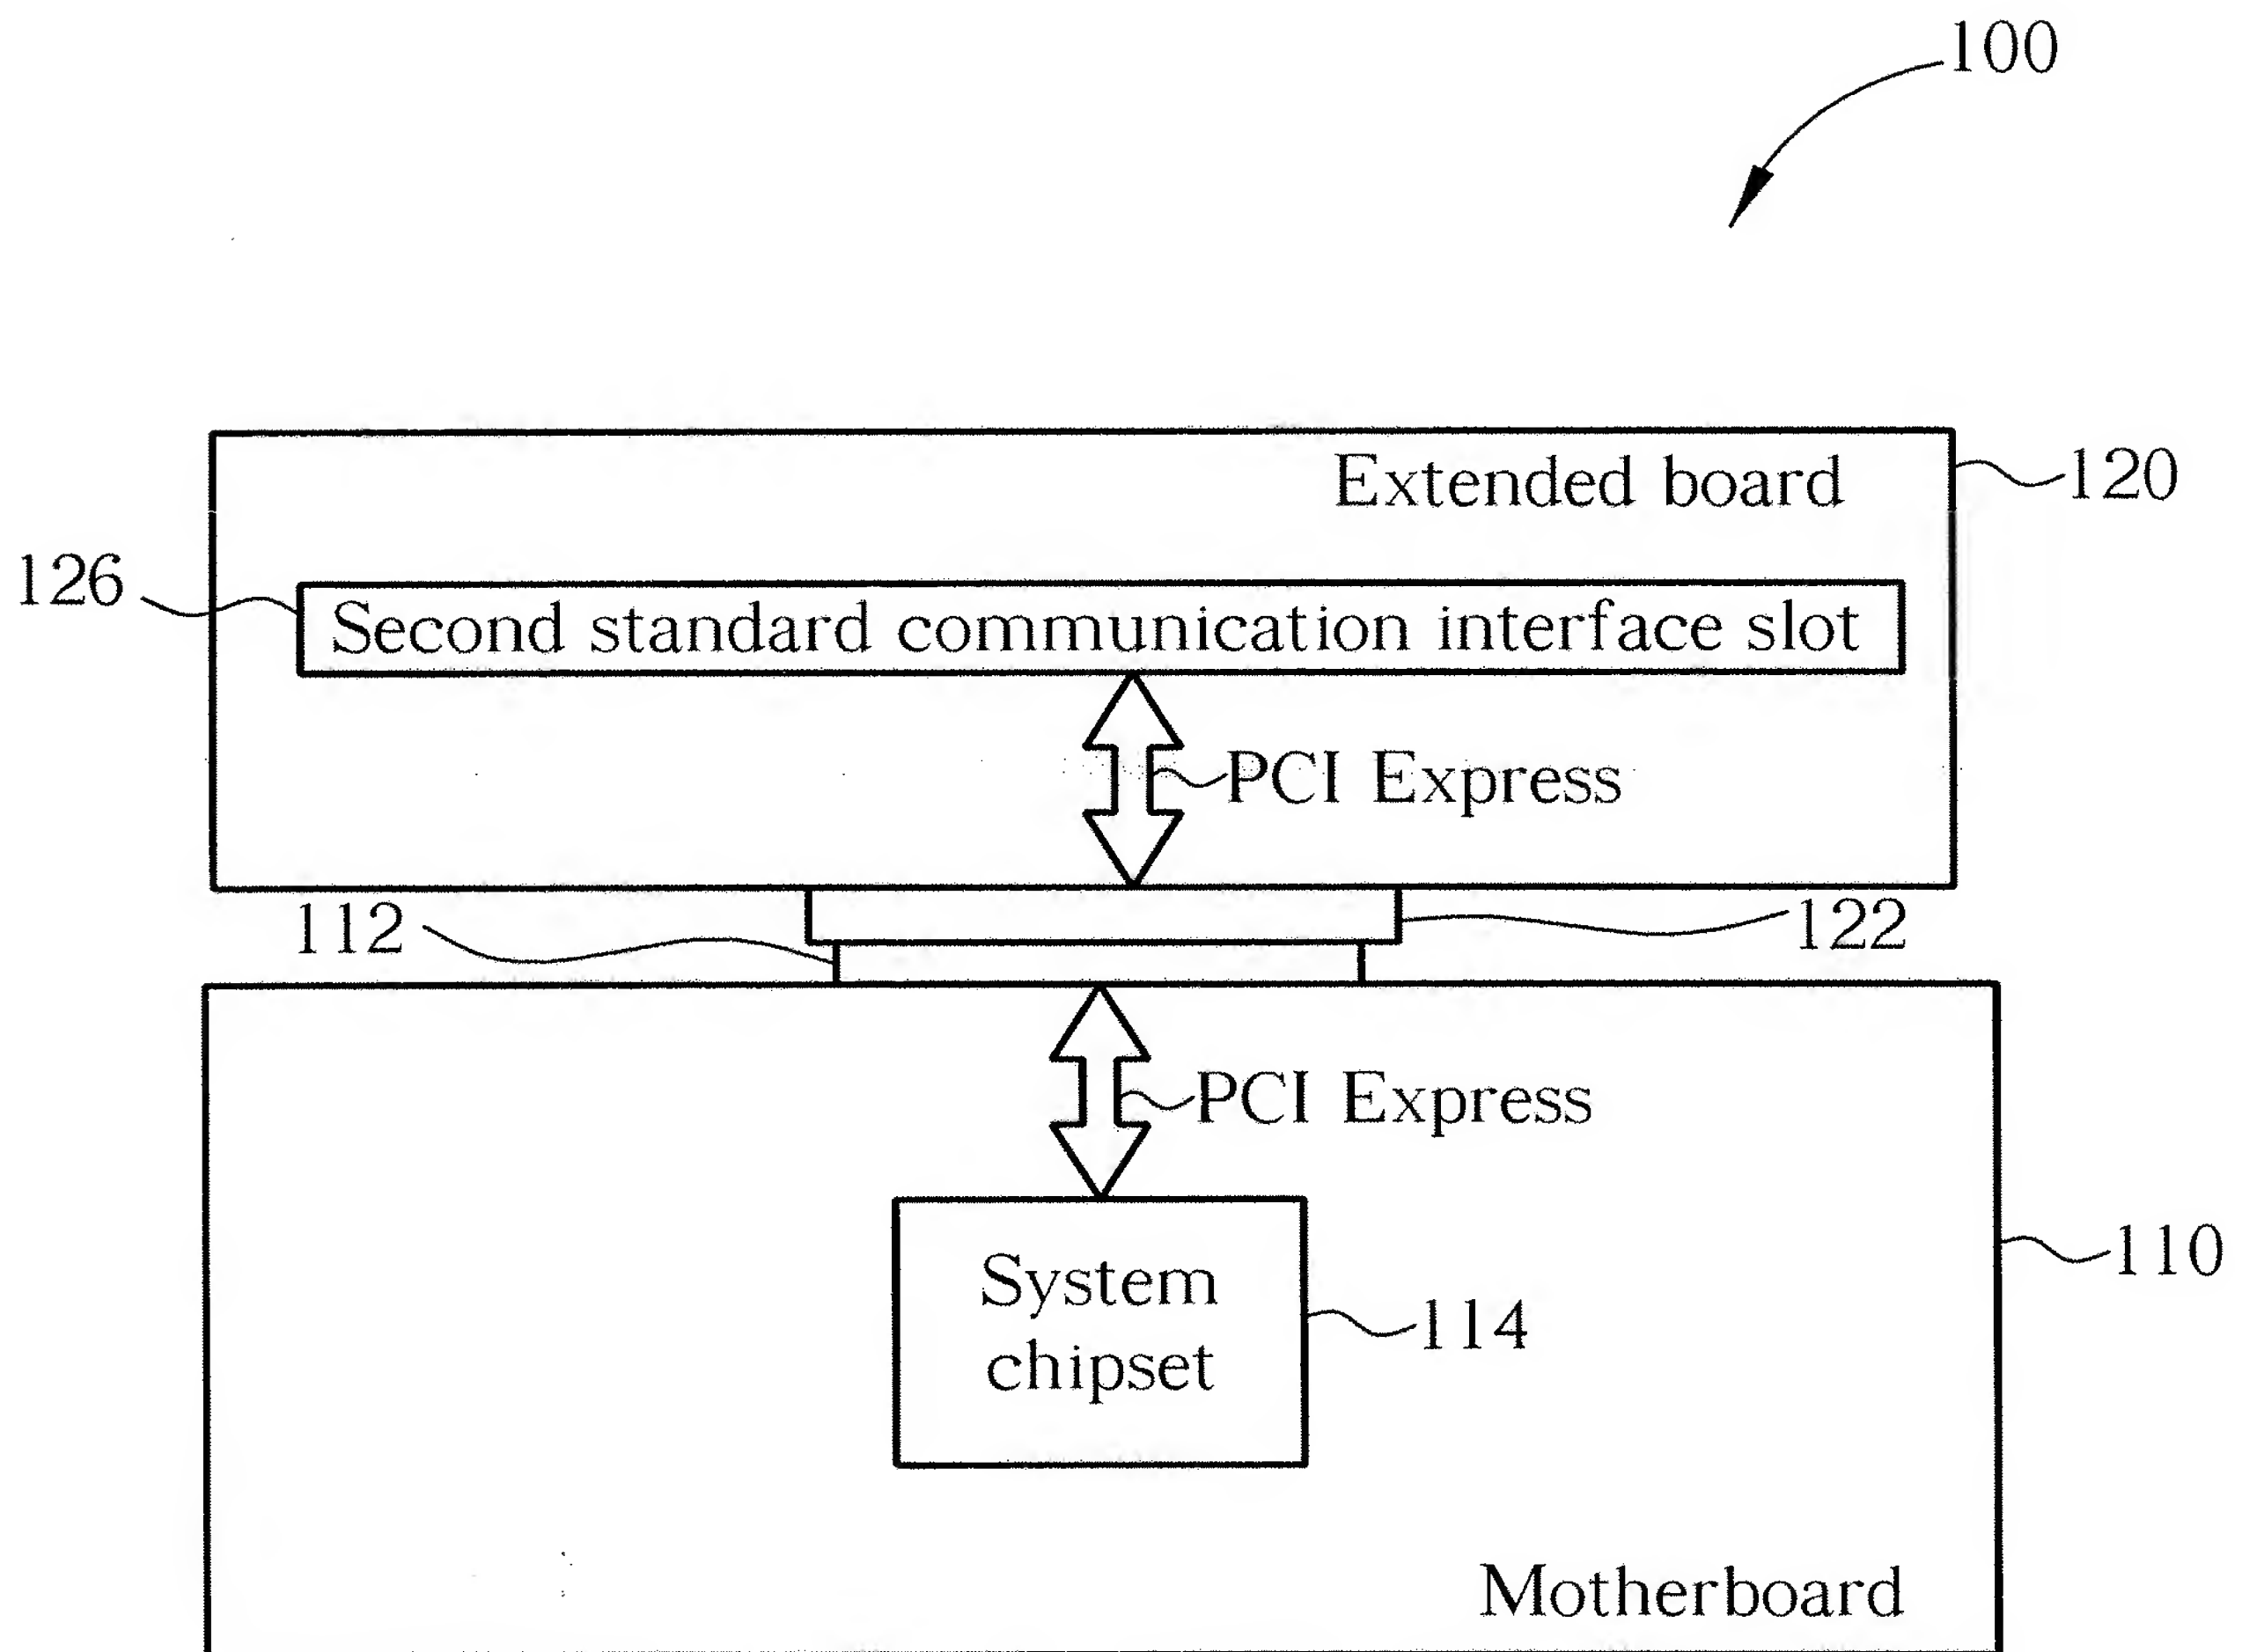 100
Extended board
120
126
Second standard communication interface slot
PCI Express
112
122
PCI Express
110
System
chipset
114
Motherboard